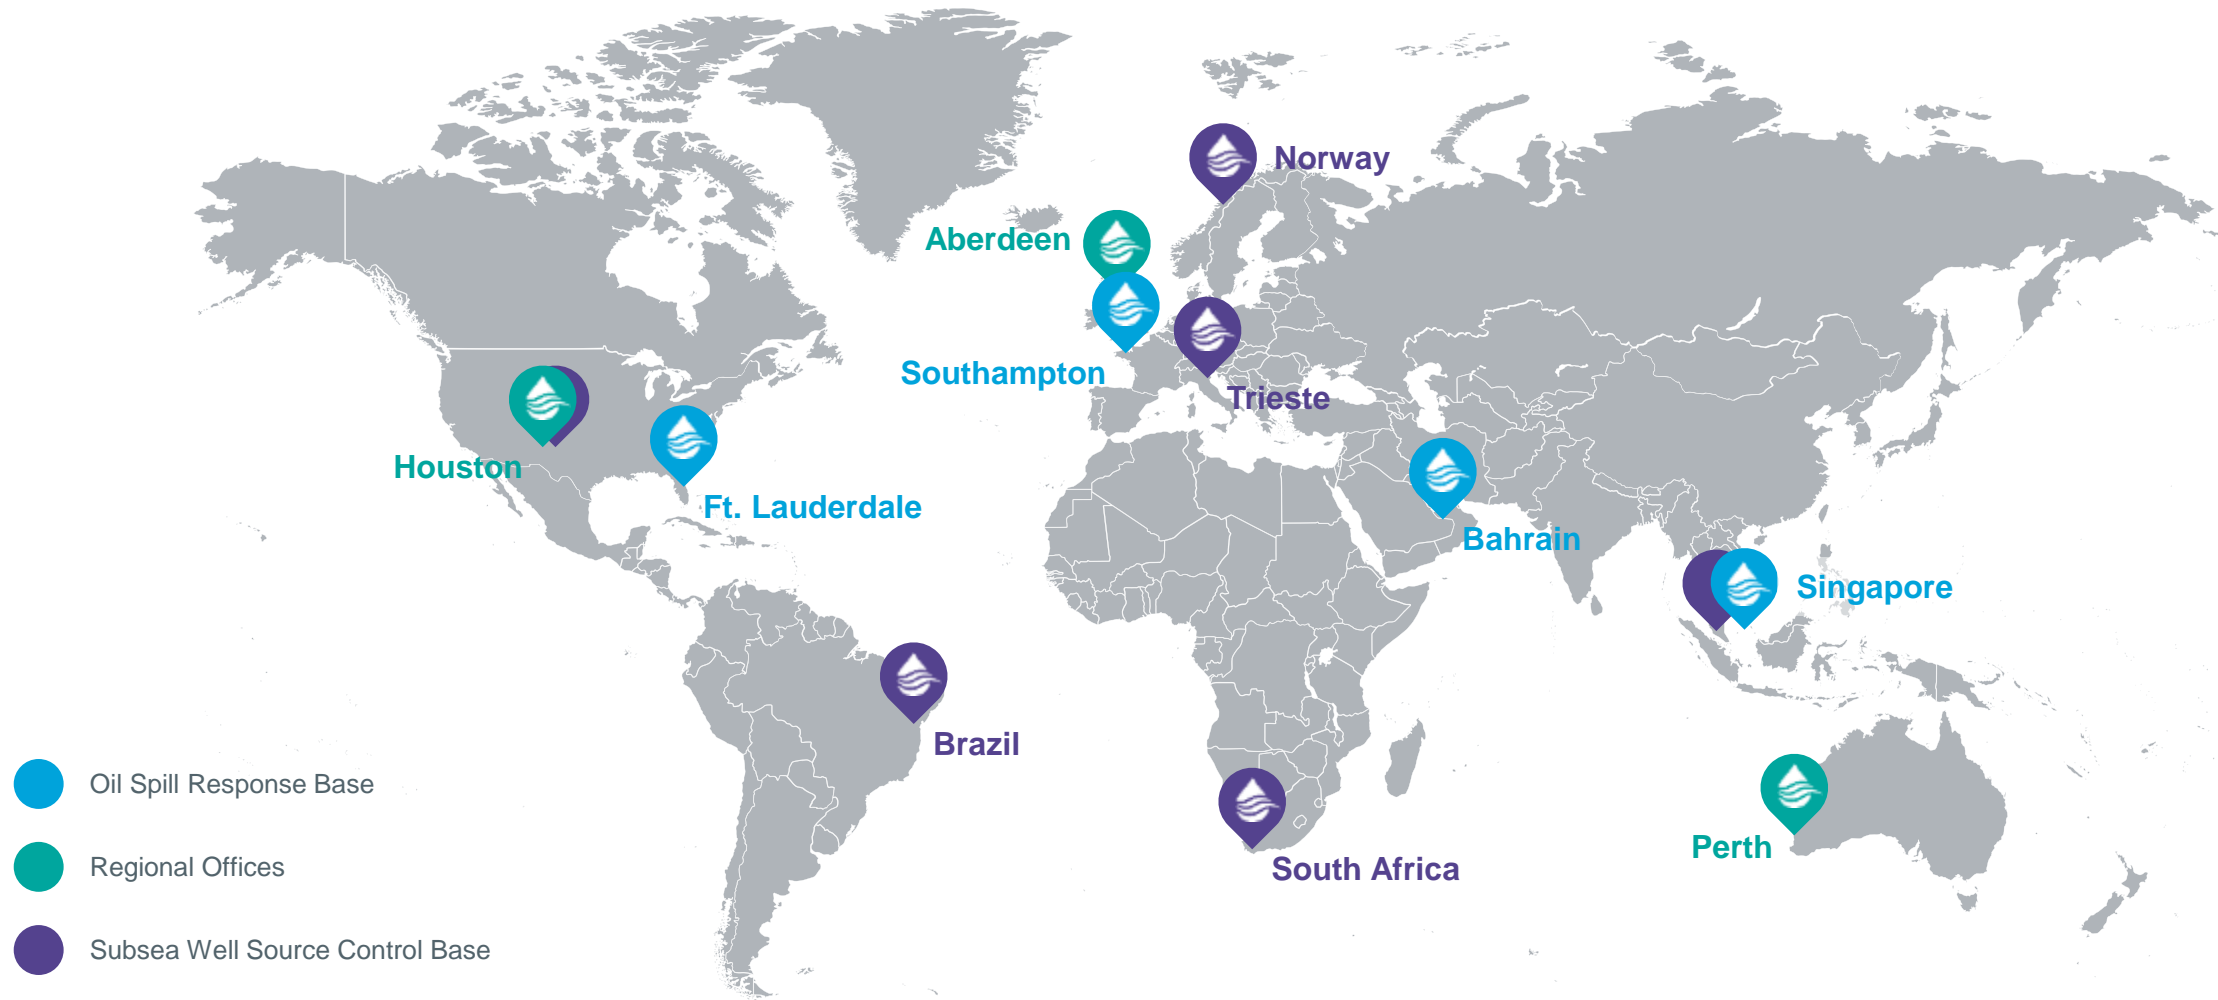 Norway
Aberdeen
Southampton
Trieste
Houston
Ft. Lauderdale
Bahrain
Singapore
Brazil
Perth
South Africa
Oil Spill Response Base
Regional Offices
Subsea Well Source Control Base